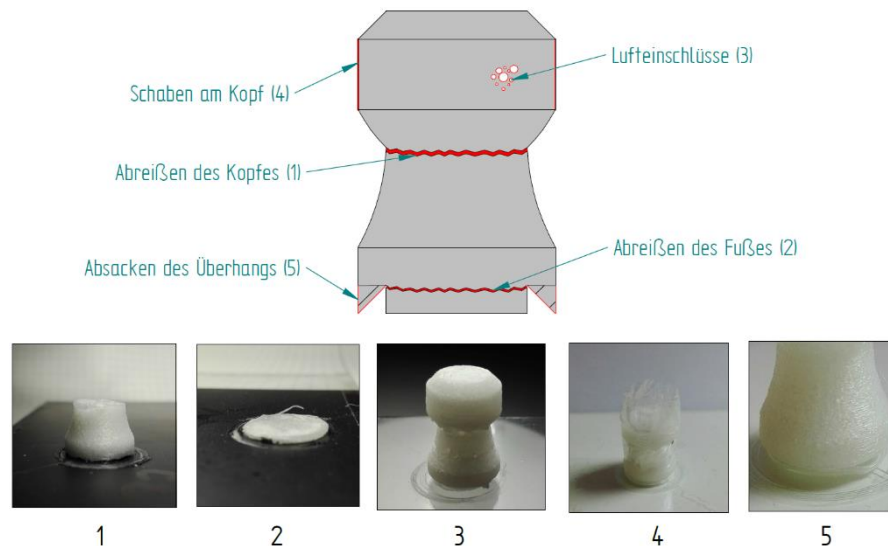 Lufteinschlüsse (3)
Schaben am Kopf (4)
Abreißen des Kopfes (1)
Abreißen des Fußes (2)
Absacken des Überhangs (5)
1 2 3 4 5